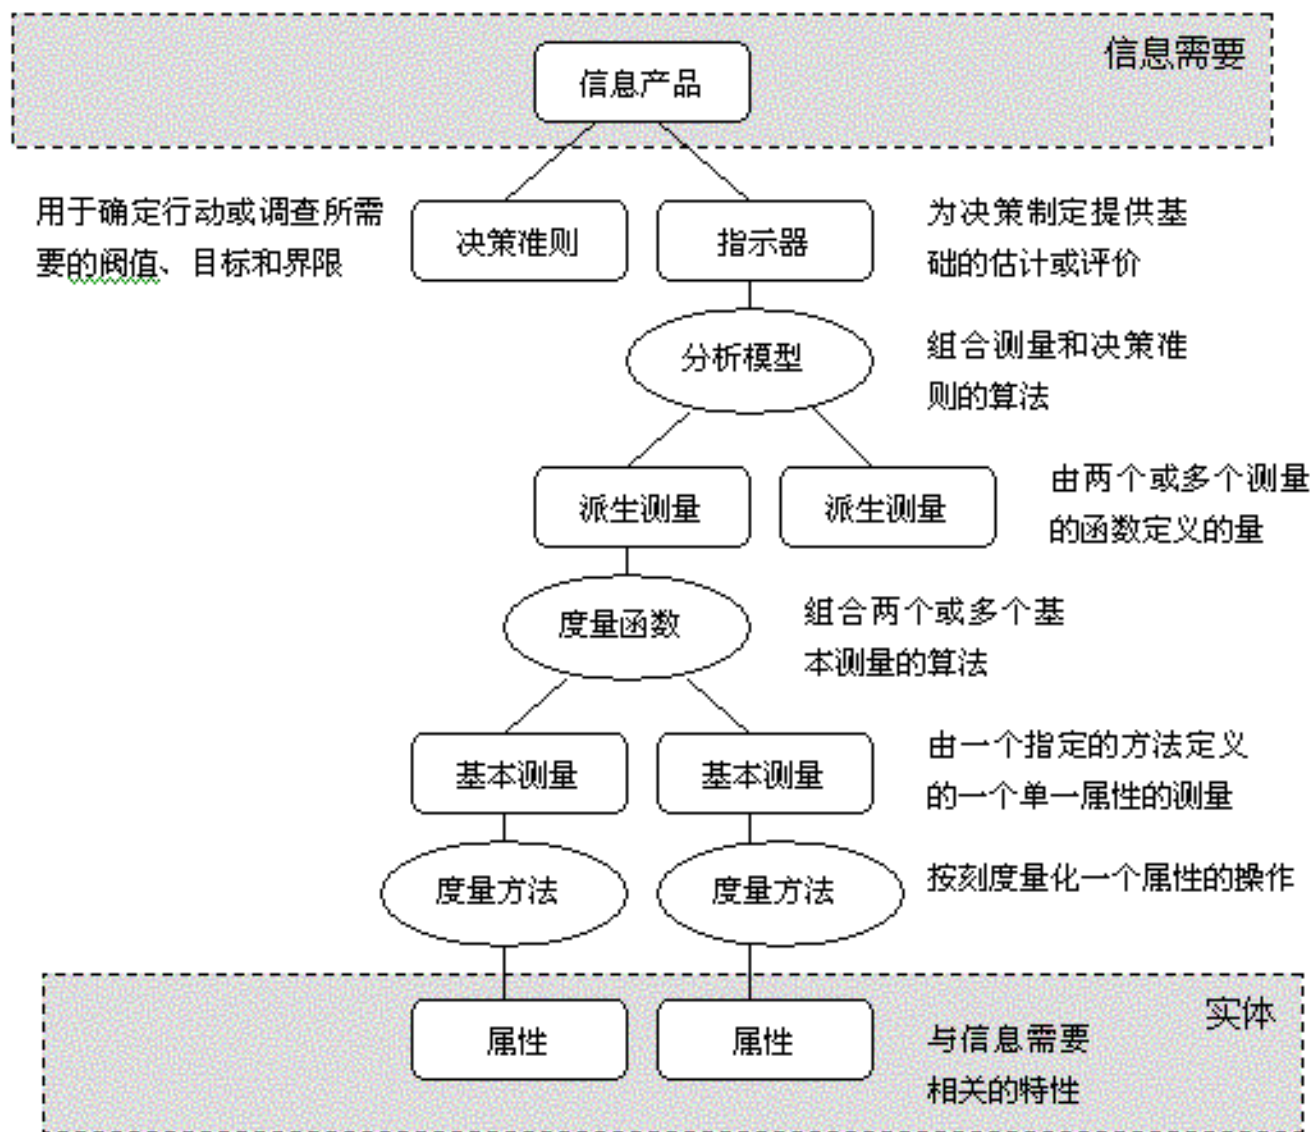 信息需要
信息产品
用于确定行动或调查所需
要的阀值、目标和界限
决策准则
指示器
为决策制定提供基
础的估计或评价
分析模型
组合测量和决策准
则的算法
派生测量
派生测量
由两个或多个测量
的函数定义的量
度量函数
组合两个或多个基
本测量的算法
基本测量
基本测量
由一个指定的方法定义
的一个单一属性的测量
度量方法
度量方法
按刻度量化一个属性的操作
实体
属性
属性
与信息需要
相关的特性